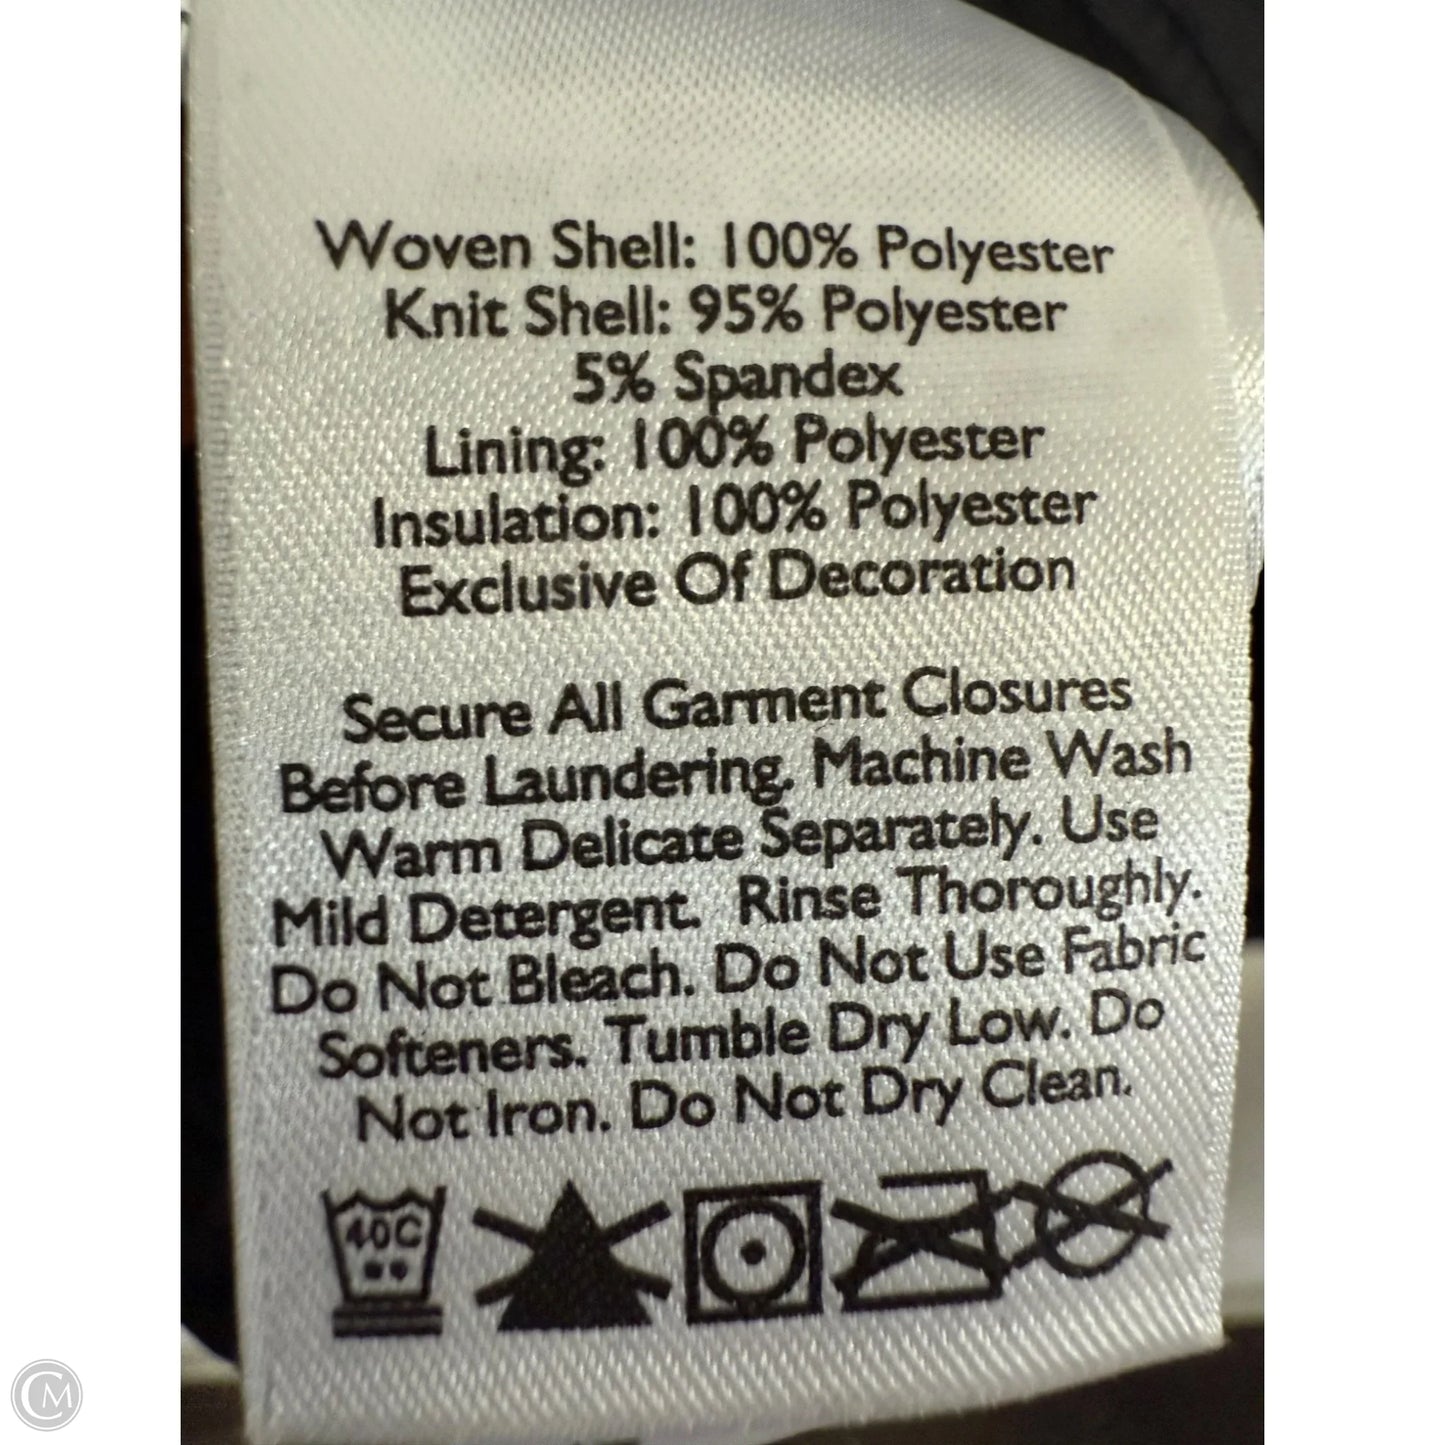 Woven Shell: 100% Polyester
Knit Shell: 95% Polyester
5% Spandex
Lining: 100% Polyester
Insulation: 100% Polyester
Exclusive Of Decoration
Secure All Garment Closures
Before Laundering. Machine Wash
Warm Delicate Separately. Use
Mild Detergent. Rinse Thoroughly.
Do Not Bleach. Do Not Use Fabric
Softeners. Tumble Dry Low. Do
Not Iron. Do Not Dry Clean.
40C
CM